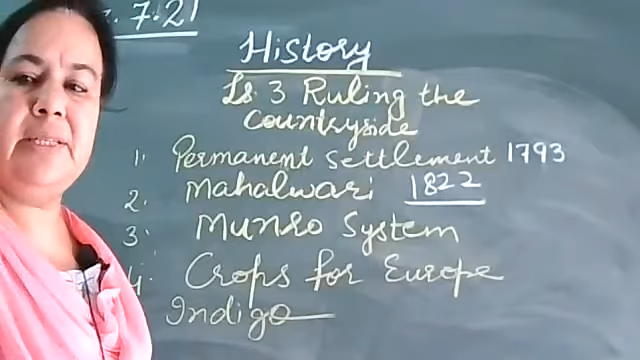 7.21
History
Ls. 3 Ruling the
Countryside
1. Permanent Settlement 1793
2. Mahalwari 1822
3. Munro System
4. Crops for Europe
Indigo